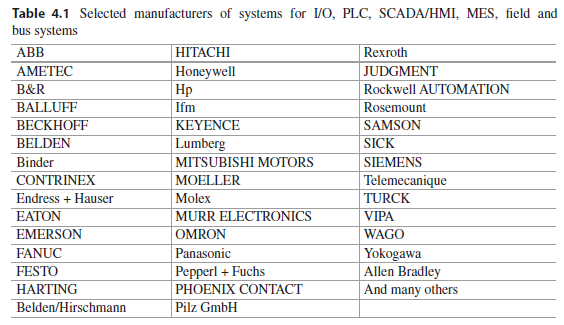 Table 4.1 Selected manufacturers of systems for I/O, PLC, SCADA/HMI, MES, field and
bus systems
ABB HITACHI Rexroth
AMETEC Honeywell JUDGMENT
B&R Hp Rockwell AUTOMATION
BALLUFF Ifm Rosemount
BECKHOFF KEYENCE SAMSON
BELDEN Lumberg SICK
Binder MITSUBISHI MOTORS SIEMENS
CONTRINEX MOELLER Telemecanique
Endress + Hauser Molex TURCK
EATON MURR ELECTRONICS VIPA
EMERSON OMRON WAGO
FANUC Panasonic Yokogawa
FESTO Pepperl + Fuchs Allen Bradley
HARTING PHOENIX CONTACT And many others
Belden/Hirschmann Pilz GmbH